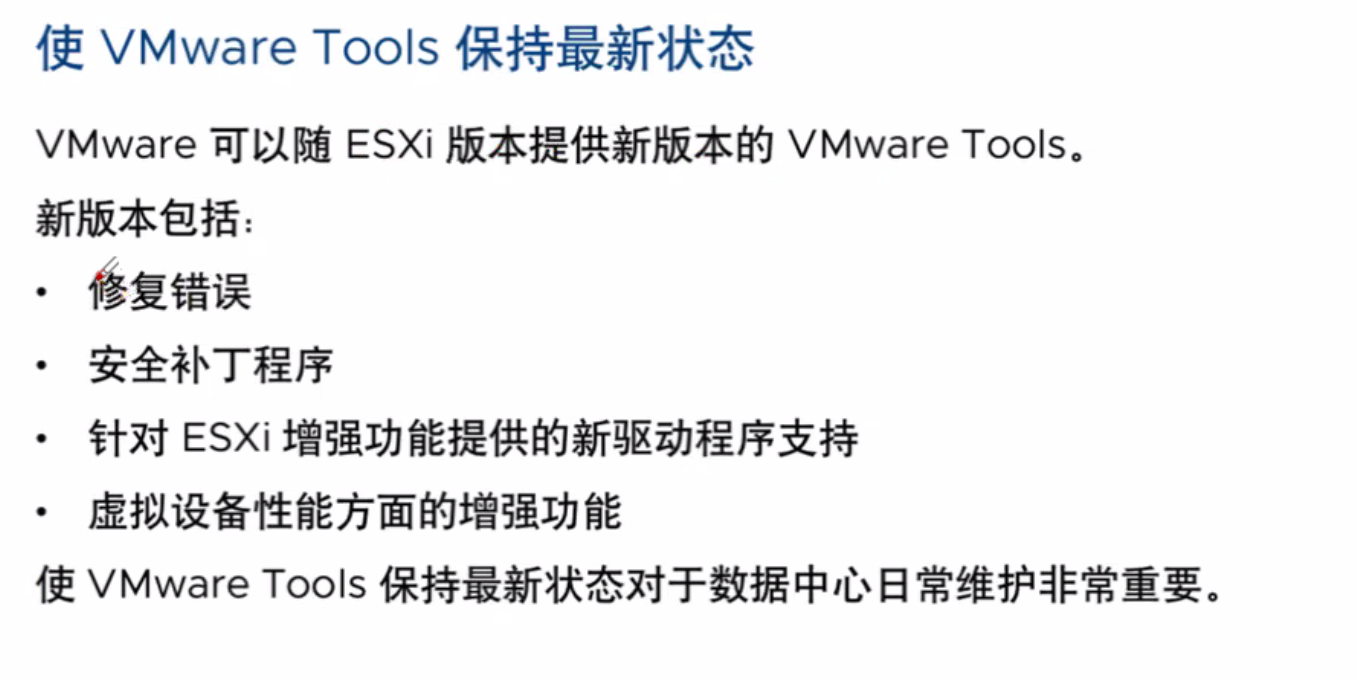 使 VMware Tools 保持最新状态
VMware 可以随 ESXi 版本提供新版本的 VMware Tools。
新版本包括:
• 修复错误
• 安全补丁程序
• 针对 ESXi 增强功能提供的新驱动程序支持
• 虚拟设备性能方面的增强功能
使 VMware Tools 保持最新状态对于数据中心日常维护非常重要。